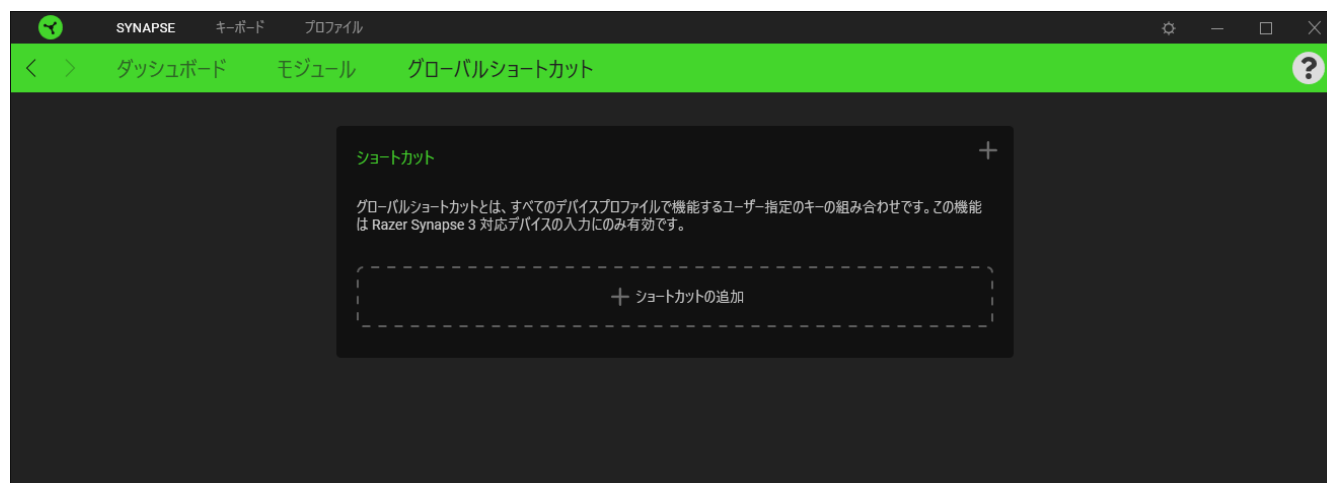 SYNAPSE キーボード プロファイル
ダッシュボード モジュール グローバルショートカット
ショートカット
グローバルショートカットとは、すべてのデバイスプロファイルで機能するユーザー指定のキーの組み合わせです。この機能
は Razer Synapse 3 対応デバイスの入力にのみ有効です。
ショートカットの追加